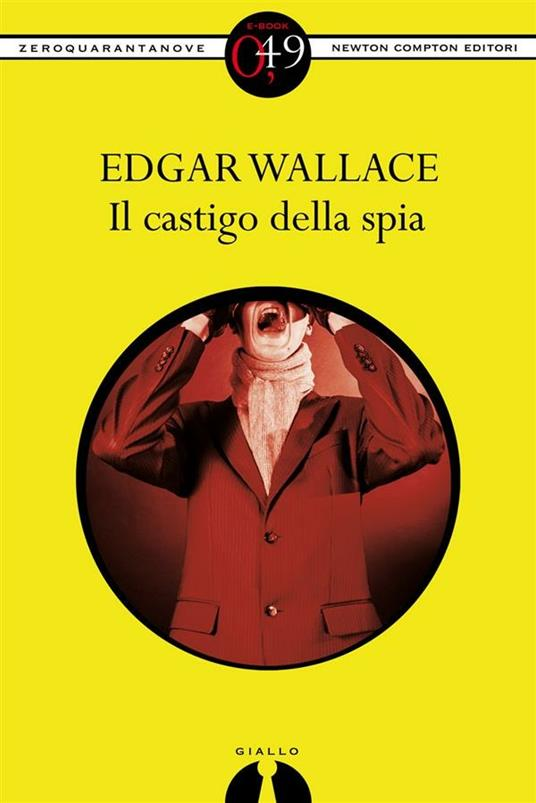 E-BOOK
ZEROQUARANTANOVE 0,49 NEWTON COMPTON EDITORI
EDGAR WALLACE
Il castigo della spia
GIALLO